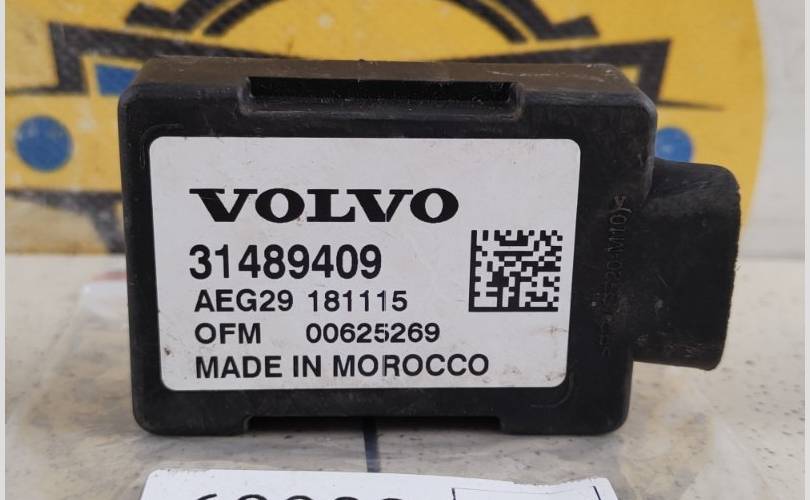 VOLVO
31489409
AEG29 181115
OFM 00625269
MADE IN MOROCCO